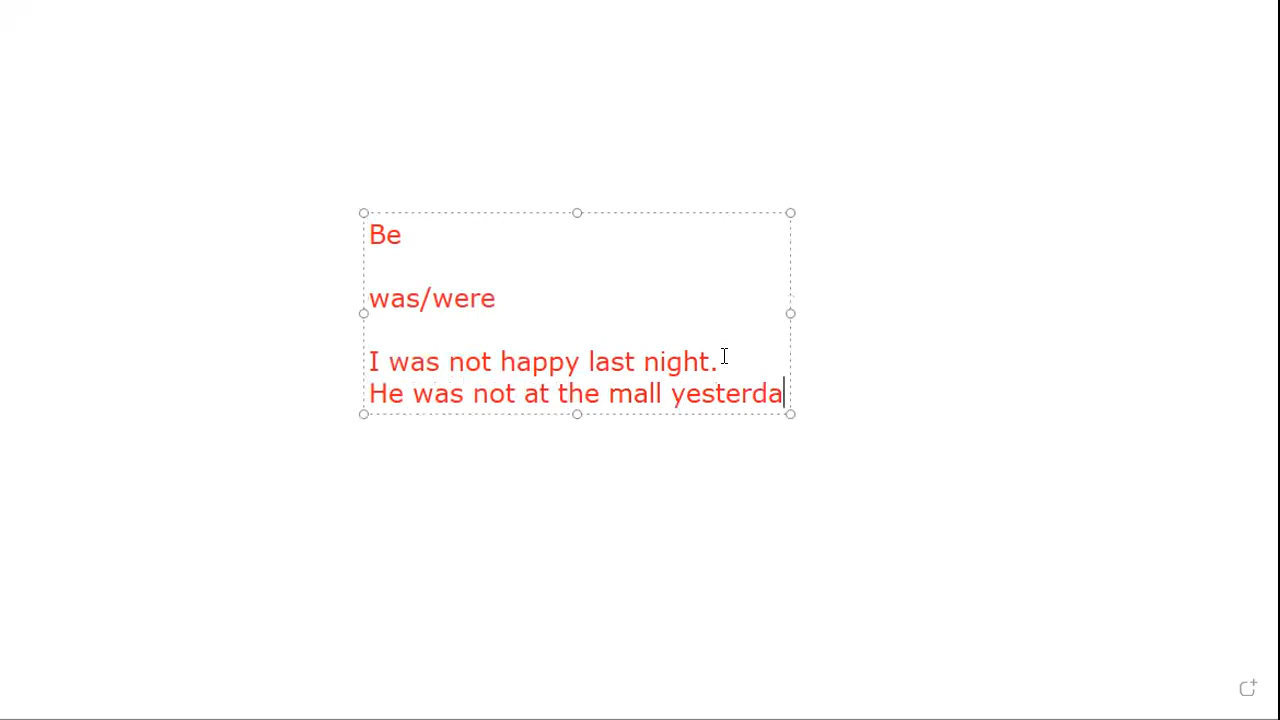 Be
was/were
I was not happy last night.
He was not at the mall yesterda